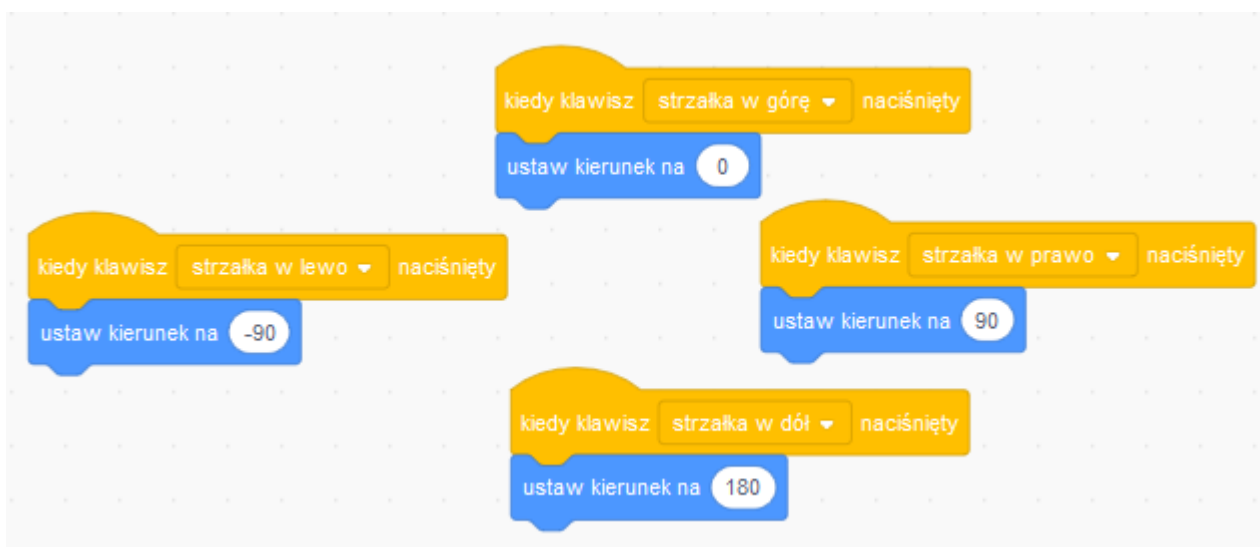 kiedy klawisz strzałka w górę naciśnięty
ustaw kierunek na 0
kiedy klawisz strzałka w lewo naciśnięty
ustaw kierunek na -90
kiedy klawisz strzałka w prawo naciśnięty
ustaw kierunek na 90
kiedy klawisz strzałka w dół naciśnięty
ustaw kierunek na 180